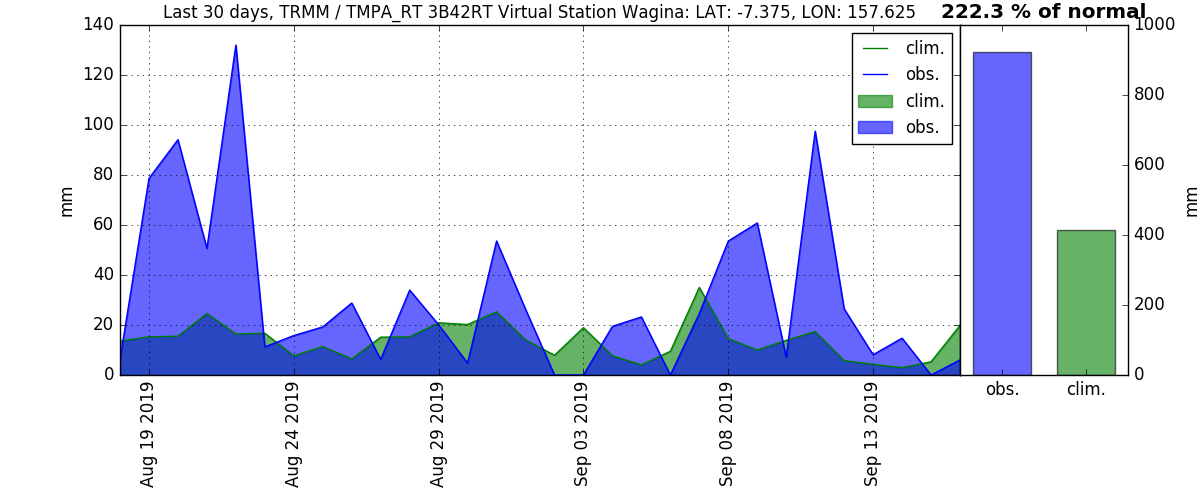 Last 30 days, TRMM / TMPA_RT 3B42RT Virtual Station Wagina: LAT: -7.375, LON: 157.625
222.3 % of normal
140
120
100
80
60
40
20
0
mm
clim.
obs.
clim.
obs.
1000
800
600
400
200
0
mm
obs.
clim.
Aug 19 2019
Aug 24 2019
Aug 29 2019
Sep 03 2019
Sep 08 2019
Sep 13 2019